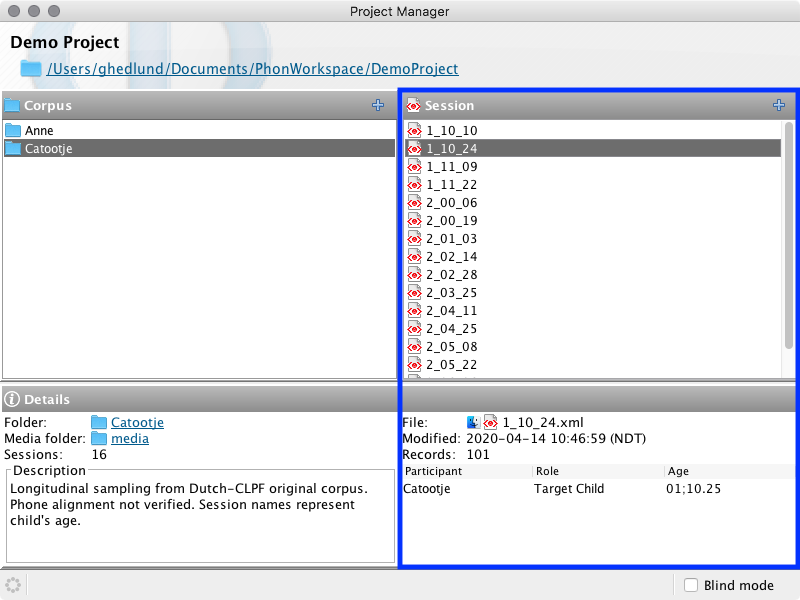 Project Manager
Demo Project
/Users/ghedlund/Documents/PhonWorkspace/DemoProject
Corpus
Anne
Catootje
Session
1_10_10
1_10_24
1_11_09
1_11_22
2_00_06
2_00_19
2_01_03
2_02_14
2_02_28
2_03_25
2_04_11
2_04_25
2_05_08
2_05_22
Details
Folder: Catootje
Media folder: media
Sessions: 16
Description
Longitudinal sampling from Dutch-CLPF original corpus.
Phone alignment not verified. Session names represent
child's age.
File: 1_10_24.xml
Modified: 2020-04-14 10:46:59 (NDT)
Records: 101
Participant Role Age
Catootje Target Child 01;10.25
Blind mode